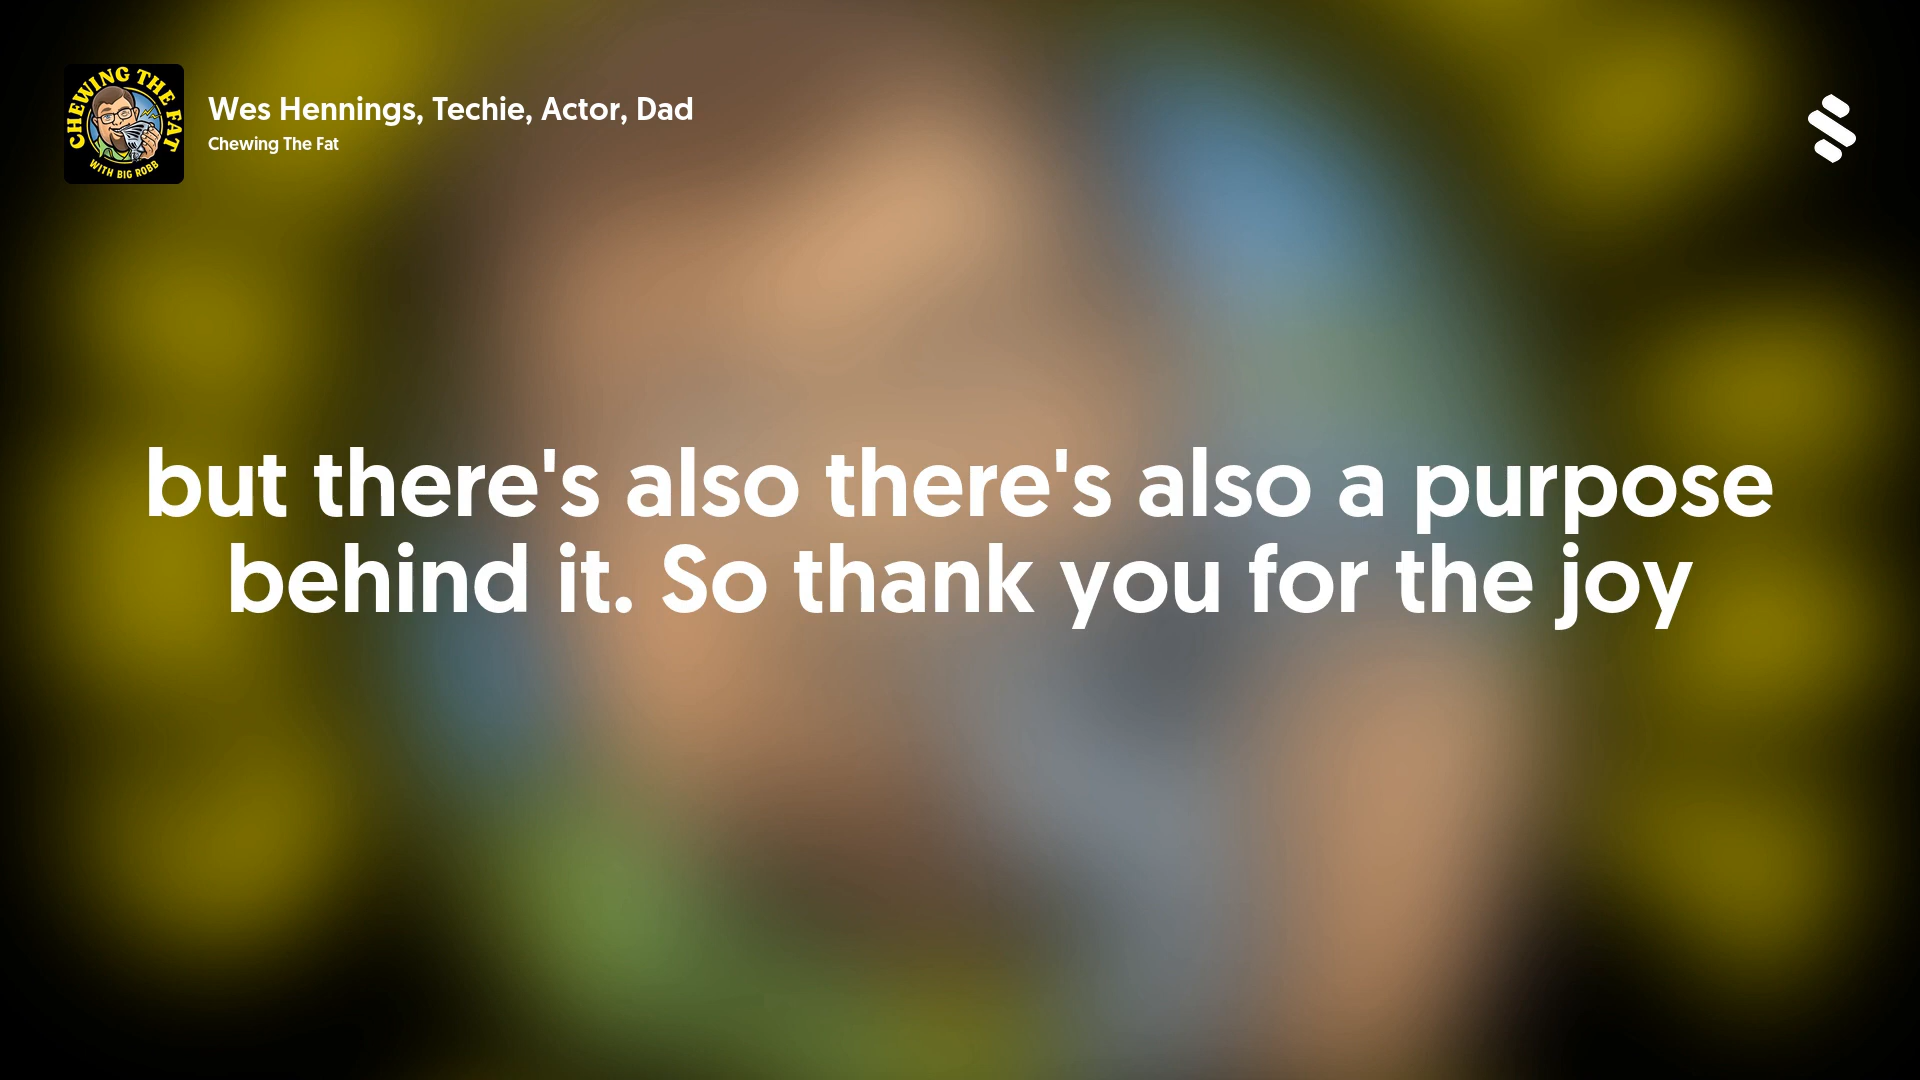 CHEWING THE FAT
WITH BIG ROBB
Wes Hennings, Techie, Actor, Dad
Chewing The Fat
but there's also there's also a purpose
behind it. So thank you for the joy